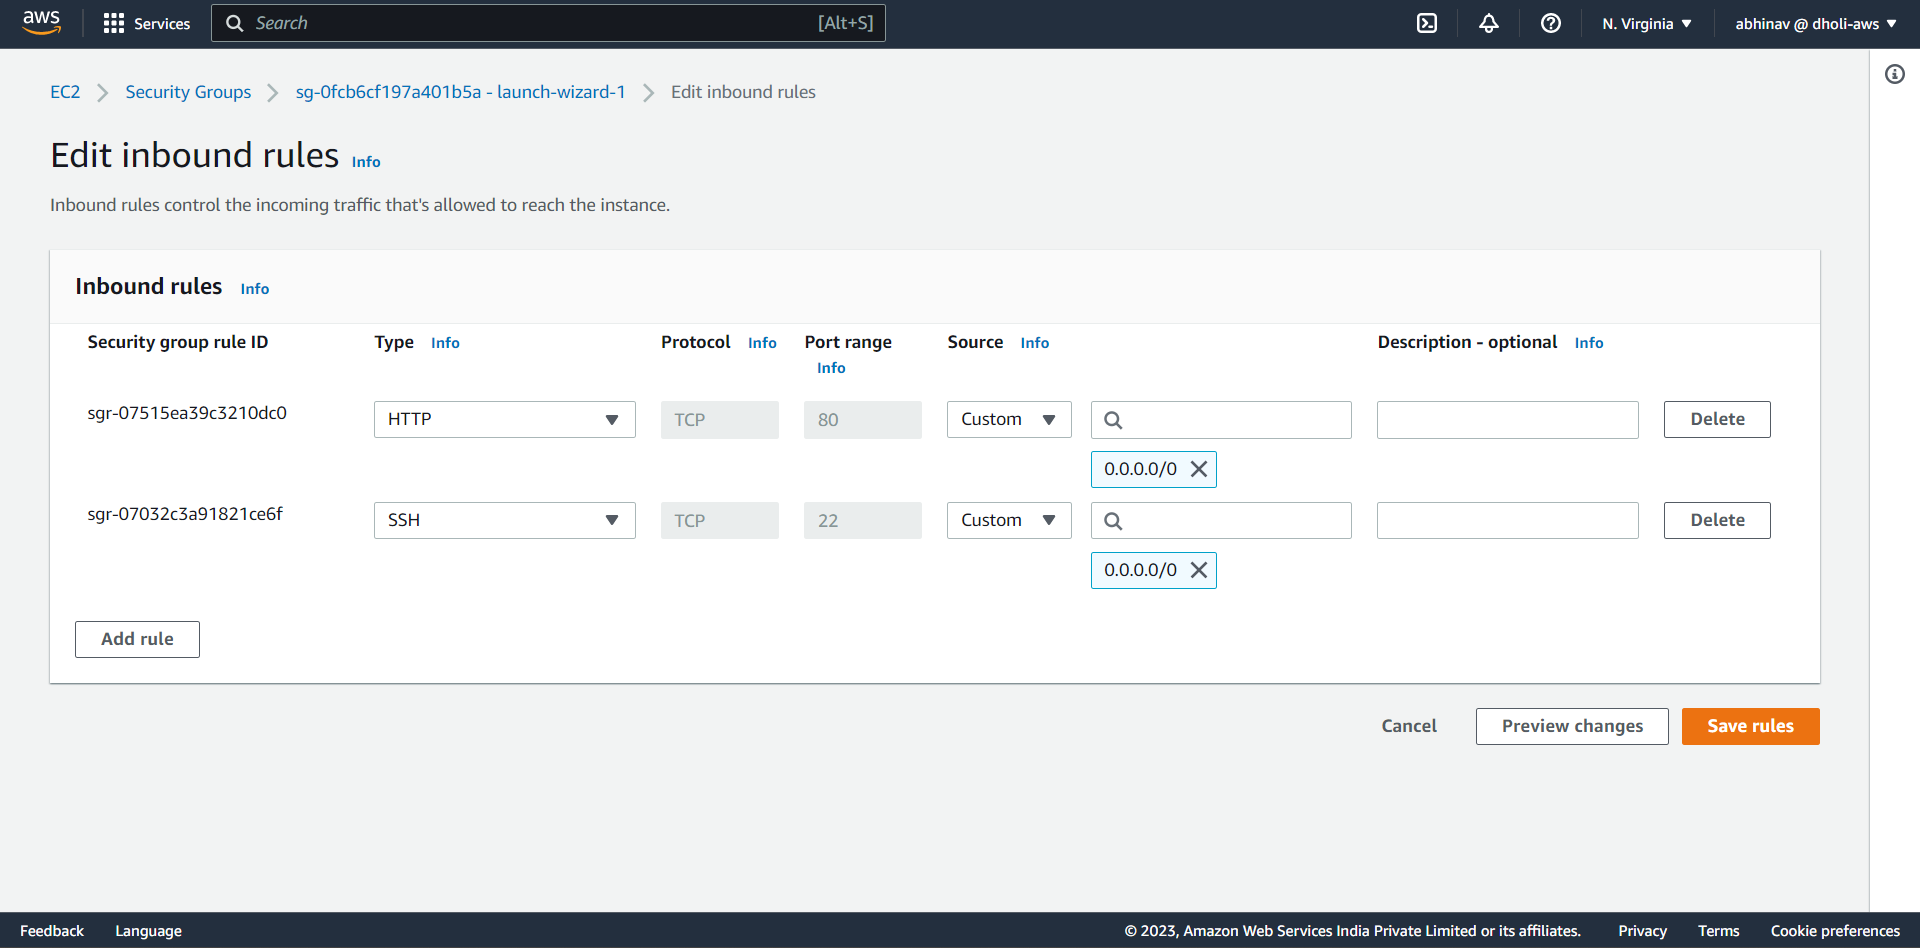 aws Services Search [Alt+S] N. Virginia abhinav @ dholi-aws
EC2 Security Groups sg-0fcb6cf197a401b5a - launch-wizard-1 Edit inbound rules
Edit inbound rules Info
Inbound rules control the incoming traffic that's allowed to reach the instance.
Inbound rules Info
Security group rule ID Type Info Protocol Info Port range Source Info Description - optional Info
Info
sgr-07515ea39c3210dc0 HTTP TCP 80 Custom Delete
0.0.0.0/0
sgr-07032c3a91821ce6f SSH TCP 22 Custom Delete
0.0.0.0/0
Add rule
Cancel Preview changes Save rules
Feedback Language © 2023, Amazon Web Services India Private Limited or its affiliates. Privacy Terms Cookie preferences